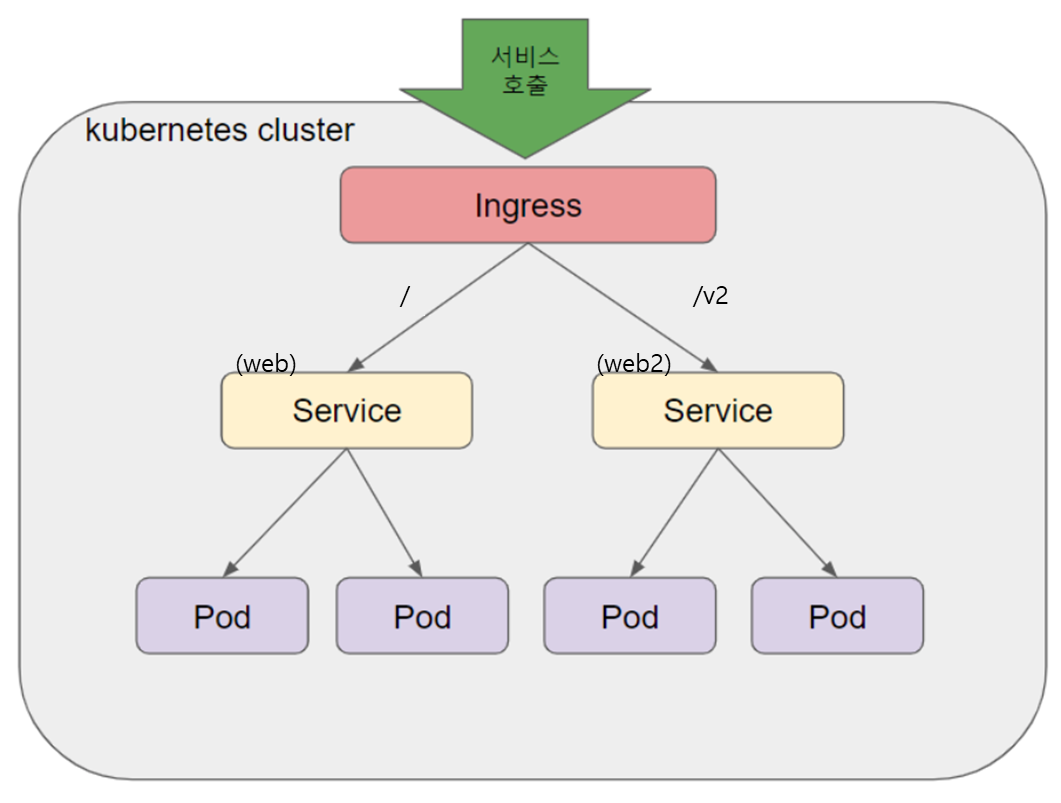 서비스
호출
kubernetes cluster
Ingress
/
/v2
(web)
(web2)
Service
Service
Pod
Pod
Pod
Pod